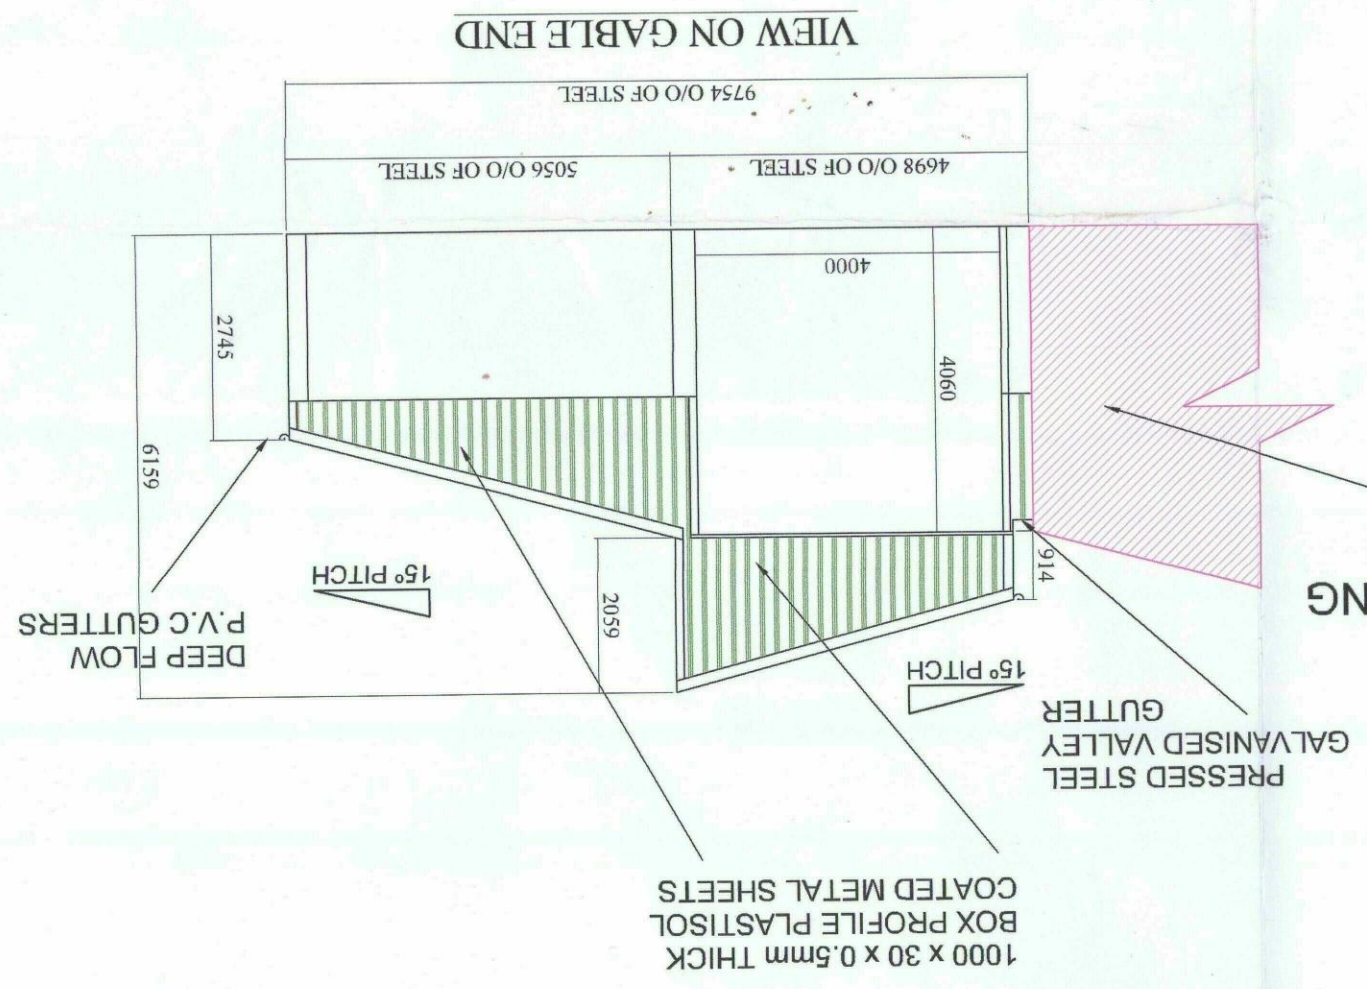 1000 x 30 x 0.5mm THICK
BOX PROFILE PLASTISOL
COATED METAL SHEETS
PRESSED STEEL
GALVANISED VALLEY
GUTTER
15° PITCH
DEEP FLOW
P.V.C GUTTERS
15° PITCH
NG
914
2059
6159
4060
2745
4000
4698 O/O OF STEEL
5056 O/O OF STEEL
9754 O/O OF STEEL
VIEW ON GABLE END